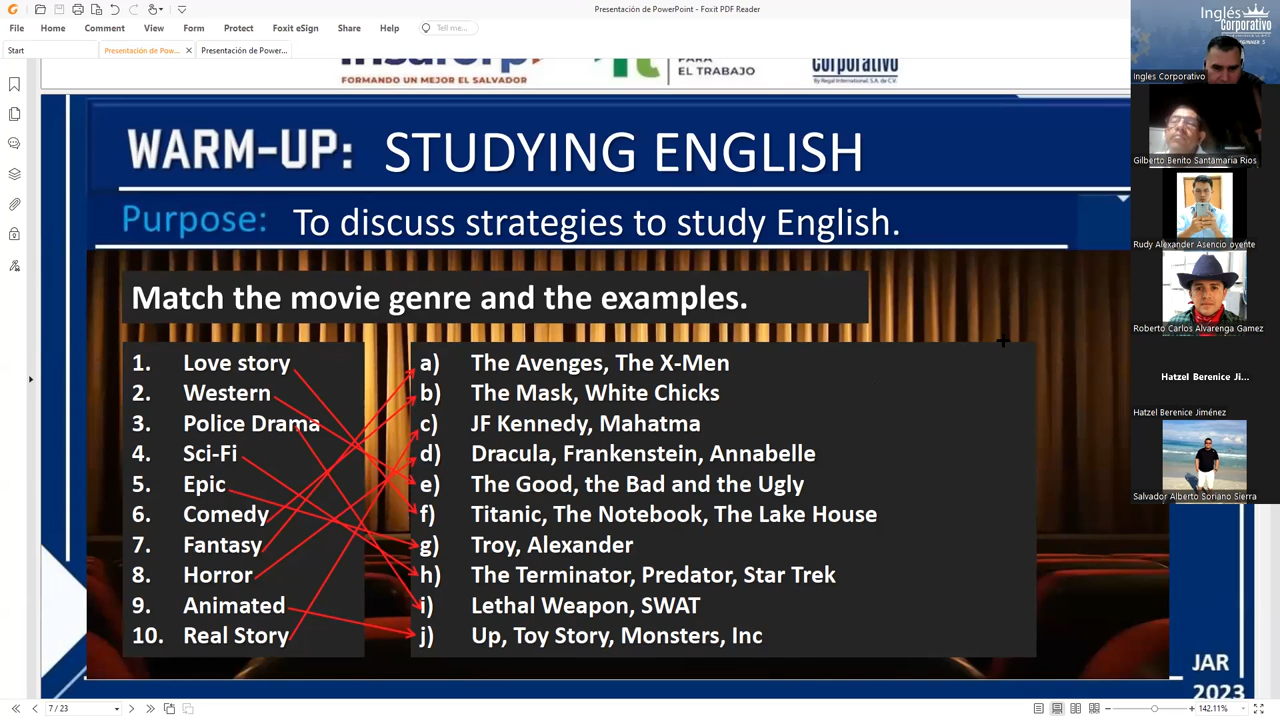 Presentación de PowerPoint - Foxit PDF Reader
File Home Comment View Form Protect Foxit eSign Share Help Tell me...
Start Presentación de Pow... × Presentación de Power...
FORMANDO UN MEJOR EL SALVADOR
PARA
EL TRABAJO
corporativo
By Regal International, S.A. de C.V.
WARM-UP: STUDYING ENGLISH
Purpose: To discuss strategies to study English.
Match the movie genre and the examples.
1. Love story
2. Western
3. Police Drama
4. Sci-Fi
5. Epic
6. Comedy
7. Fantasy
8. Horror
9. Animated
10. Real Story
a) The Avenges, The X-Men
b) The Mask, White Chicks
c) JF Kennedy, Mahatma
d) Dracula, Frankenstein, Annabelle
e) The Good, the Bad and the Ugly
f) Titanic, The Notebook, The Lake House
g) Troy, Alexander
h) The Terminator, Predator, Star Trek
i) Lethal Weapon, SWAT
j) Up, Toy Story, Monsters, Inc
JAR
2023
Inglés
Corporativo
BEGINNER 5
Ingles Corporativo
Gilberto Benito Santamaria Rios
Rudy Alexander Asencio oyente
Roberto Carlos Alvarenga Gamez
Hatzel Berenice Ji...
Hatzel Berenice Jiménez
Salvador Alberto Soriano Sierra
7 / 23
142.11%